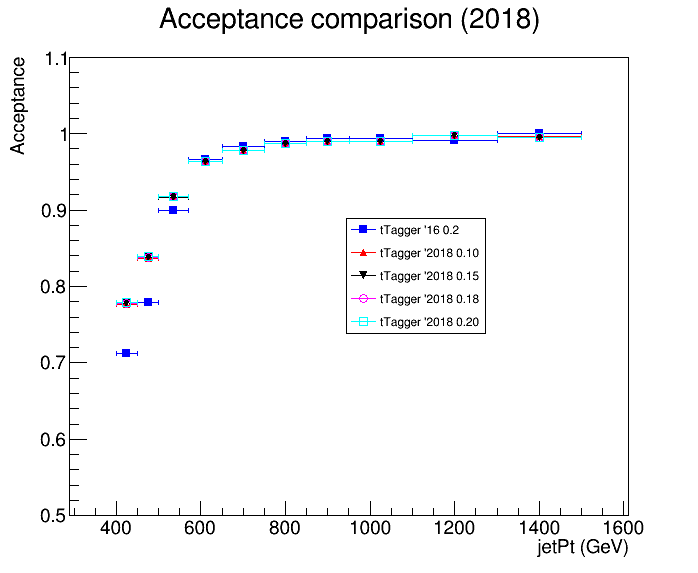 Acceptance comparison (2018)
Acceptance
1.1
1
0.9
0.8
0.7
0.6
0.5
tTagger '16 0.2
tTagger '2018 0.10
tTagger '2018 0.15
tTagger '2018 0.18
tTagger '2018 0.20
400 600 800 1000 1200 1400 1600
jetPt (GeV)